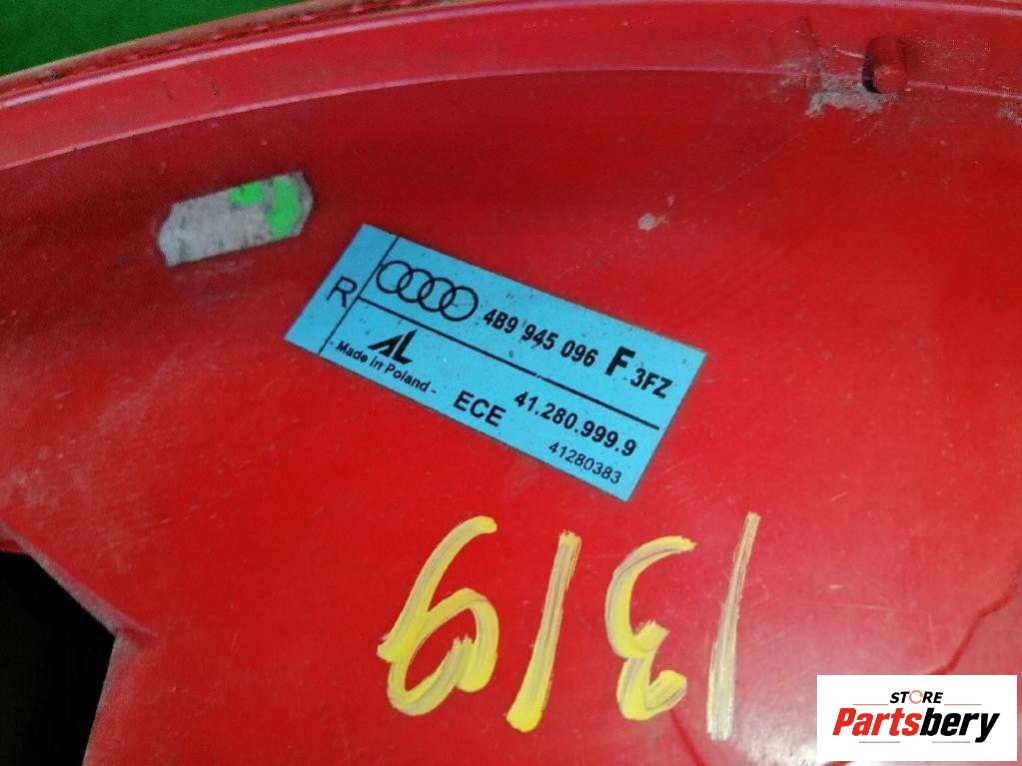 R
4B9 945 096 F 3FZ
AL
- Made in Poland -
41.280.999.9
ECE
41280383
1319
STORE
Partsbery